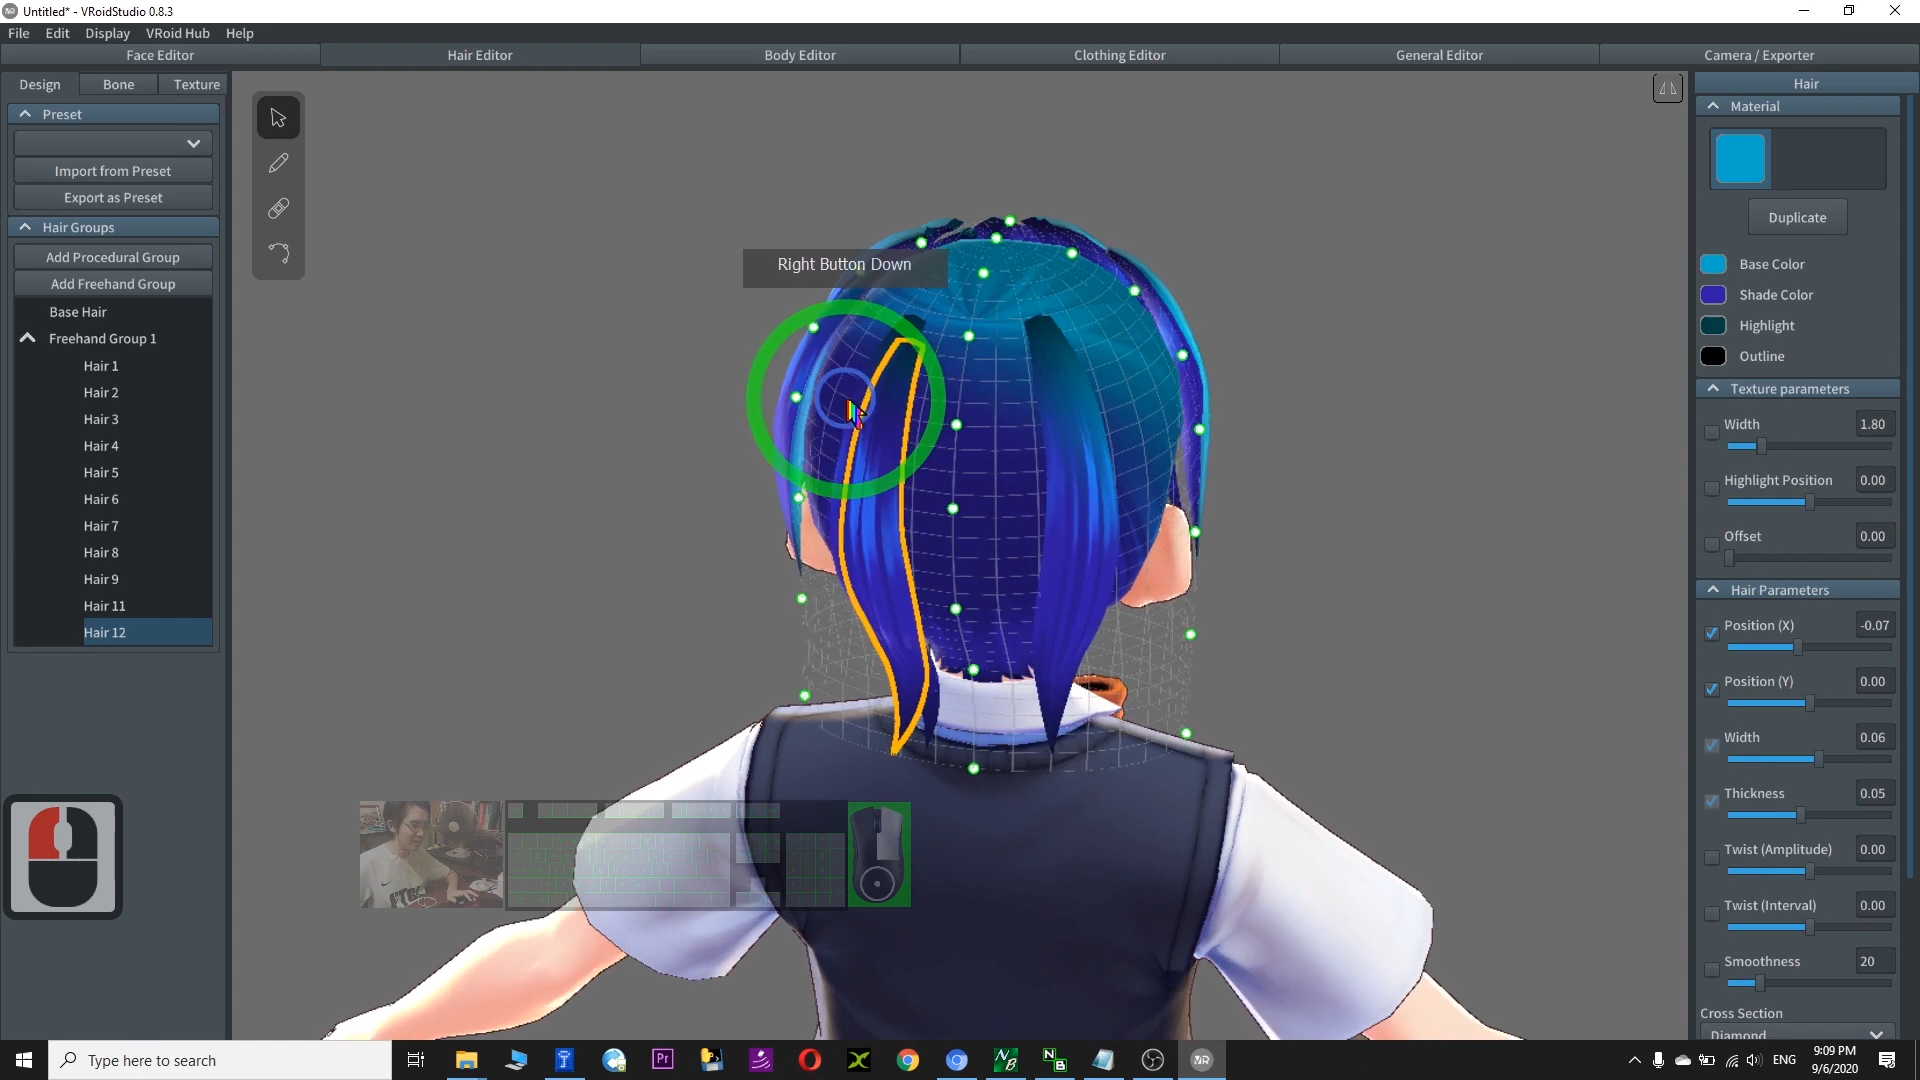 Untitled* - VRoidStudio 0.8.3
File Edit Display VRoid Hub Help
Face Editor Hair Editor Body Editor Clothing Editor General Editor Camera / Exporter
Design Bone Texture
Preset
Import from Preset
Export as Preset
Hair Groups
Add Procedural Group
Add Freehand Group
Base Hair
Freehand Group 1
Hair 1
Hair 2
Hair 3
Hair 4
Hair 5
Hair 6
Hair 7
Hair 8
Hair 9
Hair 11
Hair 12
Right Button Down
Hair
Material
Duplicate
Base Color
Shade Color
Highlight
Outline
Texture parameters
Width 1.80
Highlight Position 0.00
Offset 0.00
Hair Parameters
Position (X) -0.07
Position (Y) 0.00
Width 0.06
Thickness 0.05
Twist (Amplitude) 0.00
Twist (Interval) 0.00
Smoothness 20
Cross Section
Diamond
Type here to search
Pr
ENG
9:09 PM
9/6/2020